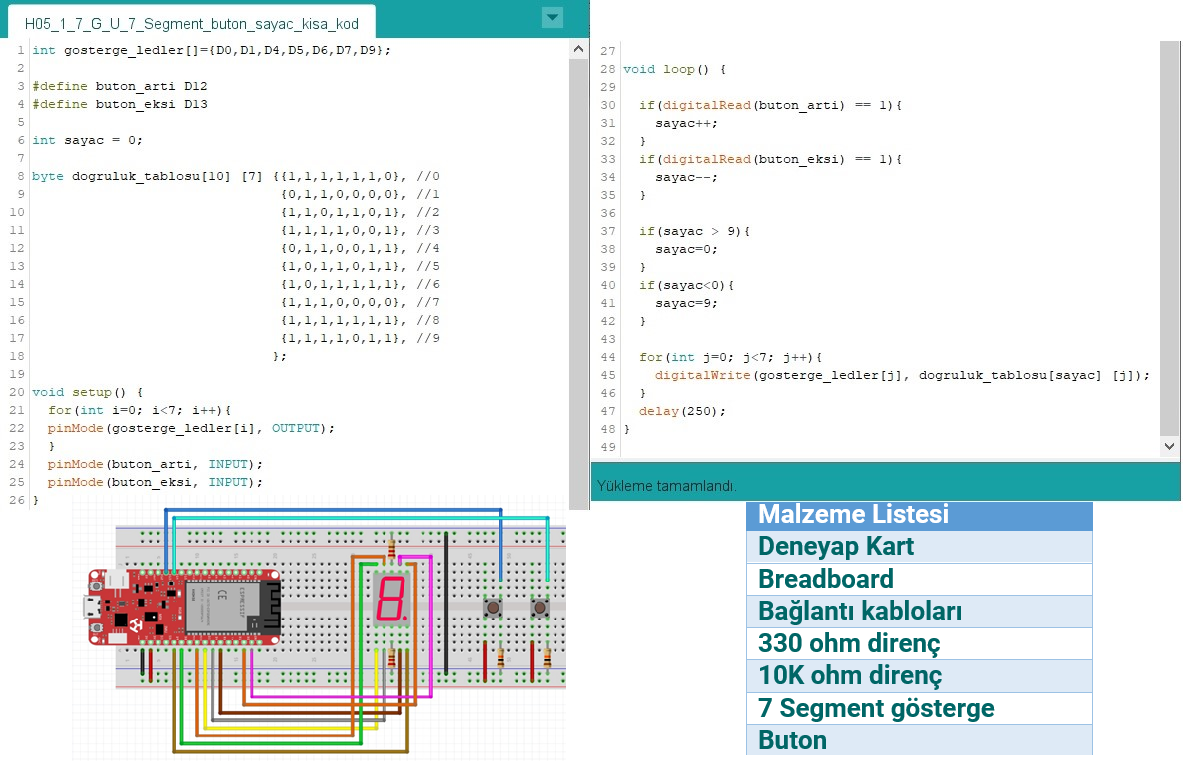 H05_1_7_G_U_7_Segment_buton_sayac_kisa_kod
1 int gosterge_ledler[]={D0,D1,D4,D5,D6,D7,D9};
2
3 #define buton_arti D12
4 #define buton_eksi D13
5
6 int sayac = 0;
7
8 byte dogruluk_tablosu[10] [7] {{1,1,1,1,1,1,0}, //0
9 {0,1,1,0,0,0,0}, //1
10 {1,1,0,1,1,0,1}, //2
11 {1,1,1,1,0,0,1}, //3
12 {0,1,1,0,0,1,1}, //4
13 {1,0,1,1,0,1,1}, //5
14 {1,0,1,1,1,1,1}, //6
15 {1,1,1,0,0,0,0}, //7
16 {1,1,1,1,1,1,1}, //8
17 {1,1,1,1,0,1,1}, //9
18 };
19
20 void setup() {
21 for(int i=0; i<7; i++){
22 pinMode(gosterge_ledler[i], OUTPUT);
23 }
24 pinMode(buton_arti, INPUT);
25 pinMode(buton_eksi, INPUT);
26 }
27
28 void loop() {
29
30 if(digitalRead(buton_arti) == 1){
31 sayac++;
32 }
33 if(digitalRead(buton_eksi) == 1){
34 sayac--;
35 }
36
37 if(sayac > 9){
38 sayac=0;
39 }
40 if(sayac<0){
41 sayac=9;
42 }
43
44 for(int j=0; j<7; j++){
45 digitalWrite(gosterge_ledler[j], dogruluk_tablosu[sayac] [j]);
46 }
47 delay(250);
48 }
49
Yükleme tamamlandı.
Malzeme Listesi
Deneyap Kart
Breadboard
Bağlantı kabloları
330 ohm direnç
10K ohm direnç
7 Segment gösterge
Buton